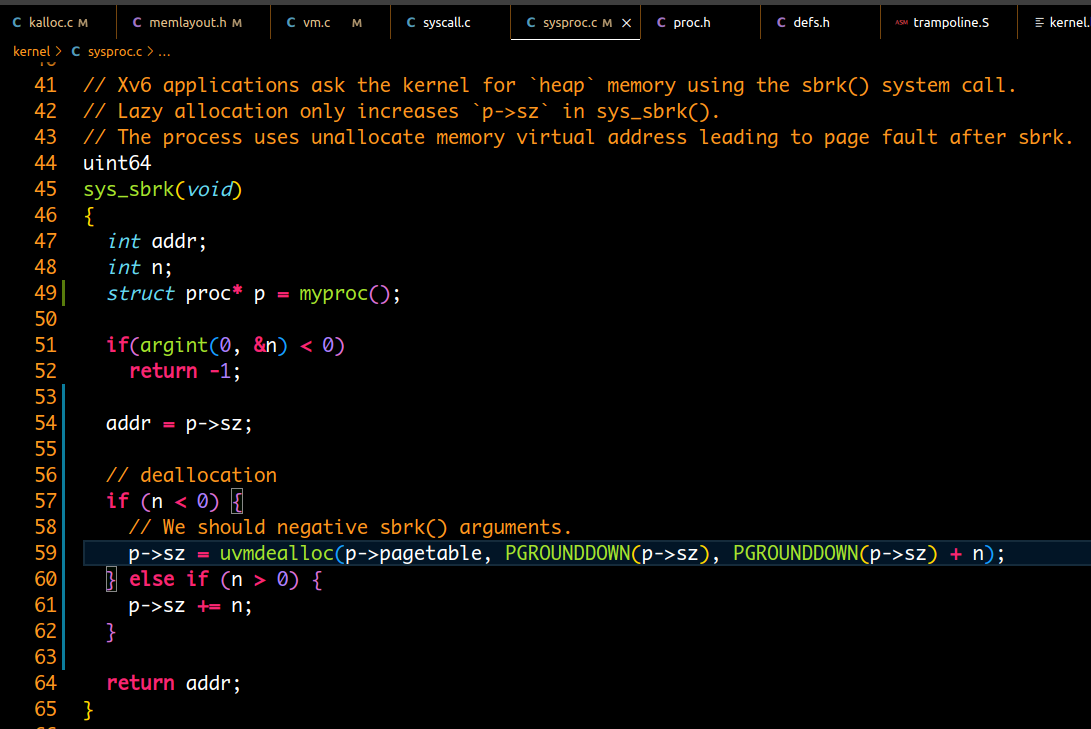 C kalloc.c M C memlayout.h M C vm.c M C syscall.c C sysproc.c M × C proc.h C defs.h ASM trampoline.S kernel.
kernel > C sysproc.c > ...
41 // Xv6 applications ask the kernel for `heap` memory using the sbrk() system call.
42 // Lazy allocation only increases `p->sz` in sys_sbrk().
43 // The process uses unallocate memory virtual address leading to page fault after sbrk.
44 uint64
45 sys_sbrk(void)
46 {
47   int addr;
48   int n;
49   struct proc* p = myproc();
50
51   if(argint(0, &n) < 0)
52     return -1;
53
54   addr = p->sz;
55
56   // deallocation
57   if (n < 0) {
58     // We should negative sbrk() arguments.
59     p->sz = uvmdealloc(p->pagetable, PGROUNDDOWN(p->sz), PGROUNDDOWN(p->sz) + n);
60   } else if (n > 0) {
61     p->sz += n;
62   }
63
64   return addr;
65 }